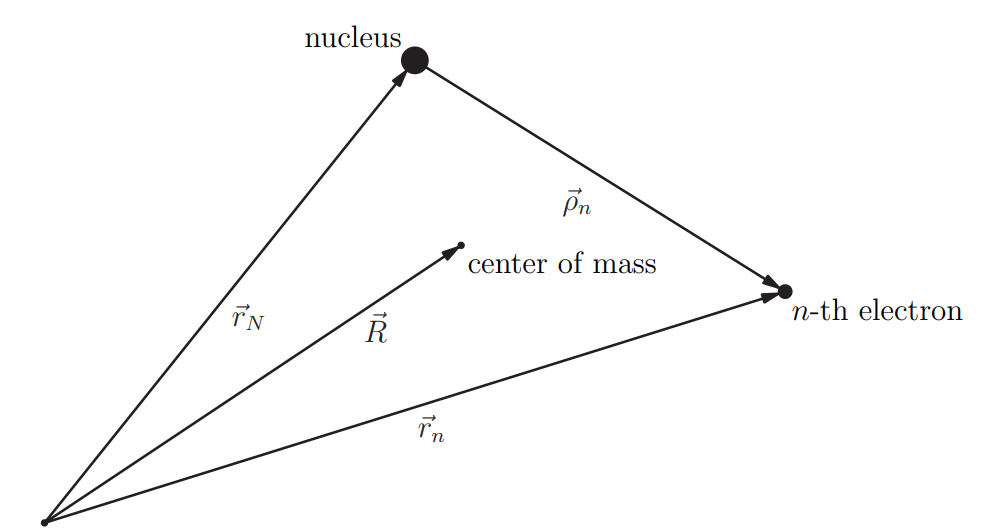 nucleus
ρ⃗ₙ
center of mass
r⃗_N
R⃗
n-th electron
r⃗ₙ